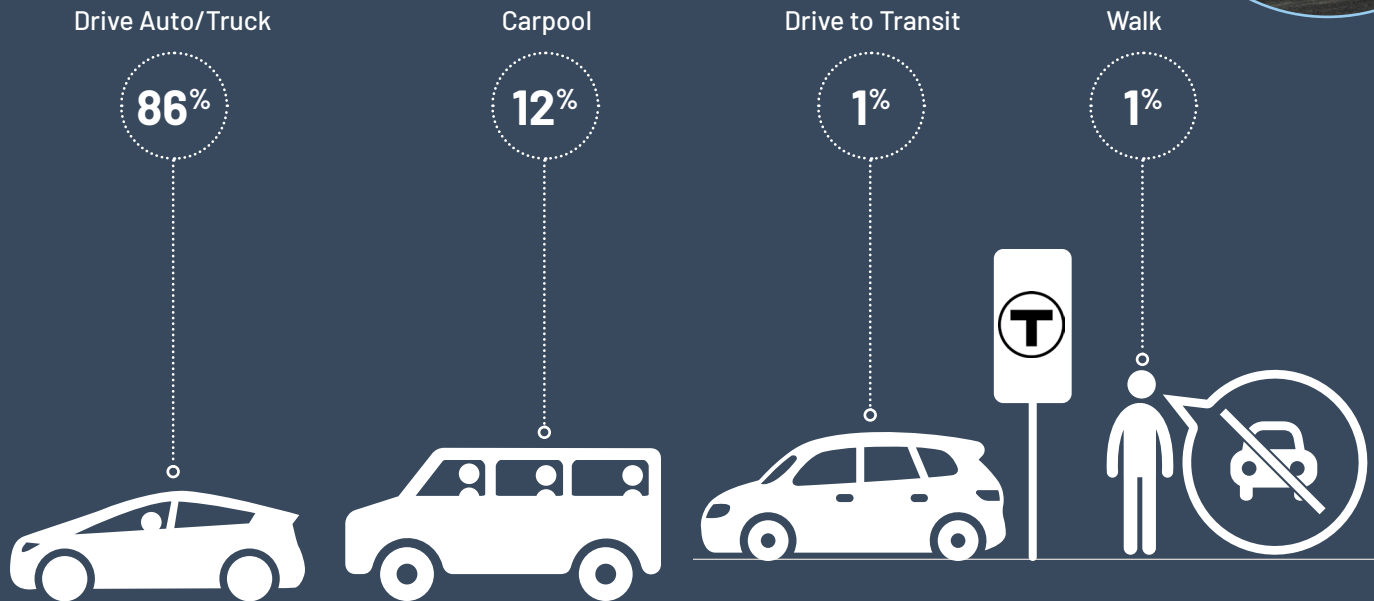 Drive Auto/Truck
Carpool
Drive to Transit
Walk
86%
12%
1%
1%
T